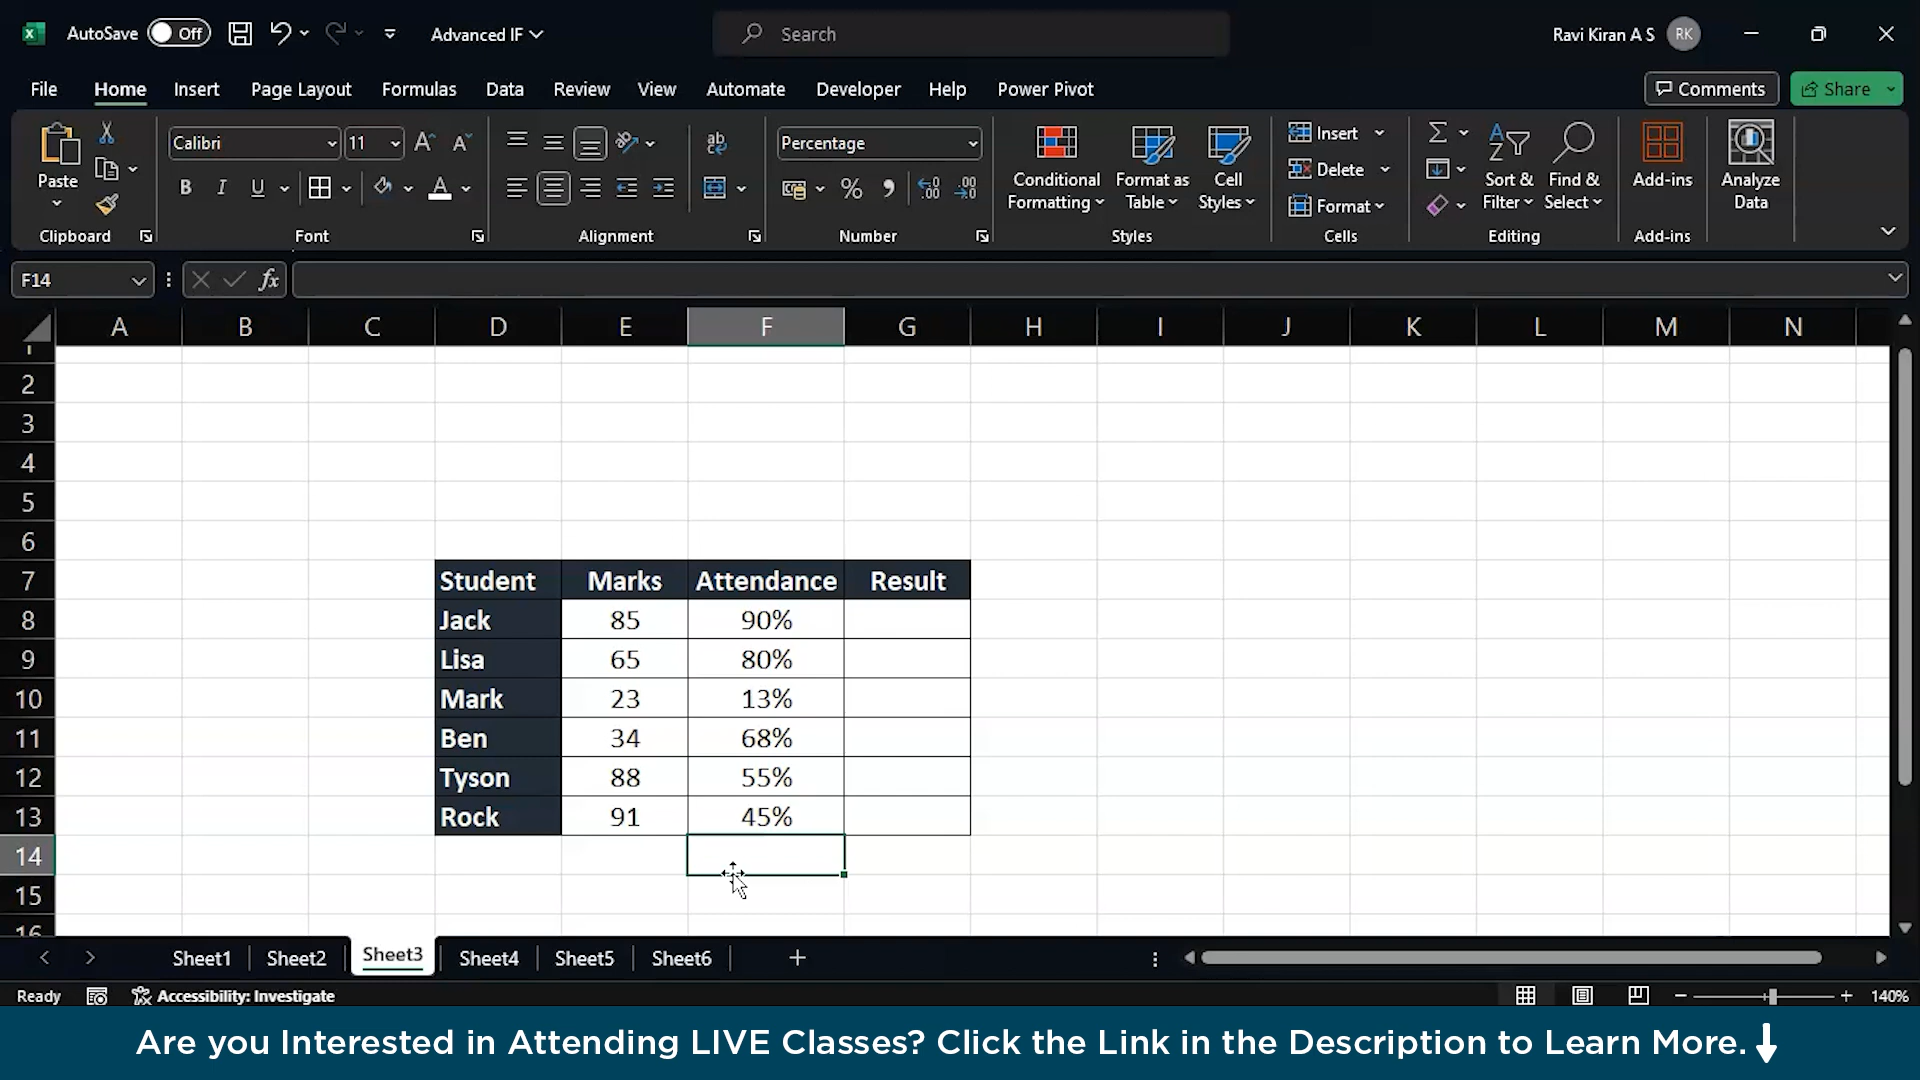 AutoSave Off Advanced IF Search Ravi Kiran A S RK
File Home Insert Page Layout Formulas Data Review View Automate Developer Help Power Pivot Comments Share
Paste Calibri 11 A A ab Percentage Conditional Formatting Format as Table Cell Styles Insert Delete Format Sort & Filter Find & Select Add-ins Analyze Data
B I U A % 9
Clipboard Font Alignment Number Styles Cells Editing Add-ins
F14 fx
A B C D E F G H I J K L M N
2
3
4
5
6
7 Student Marks Attendance Result
8 Jack 85 90%
9 Lisa 65 80%
10 Mark 23 13%
11 Ben 34 68%
12 Tyson 88 55%
13 Rock 91 45%
14
15
16
Sheet1 Sheet2 Sheet3 Sheet4 Sheet5 Sheet6 +
Ready Accessibility: Investigate 140%
Are you Interested in Attending LIVE Classes? Click the Link in the Description to Learn More.